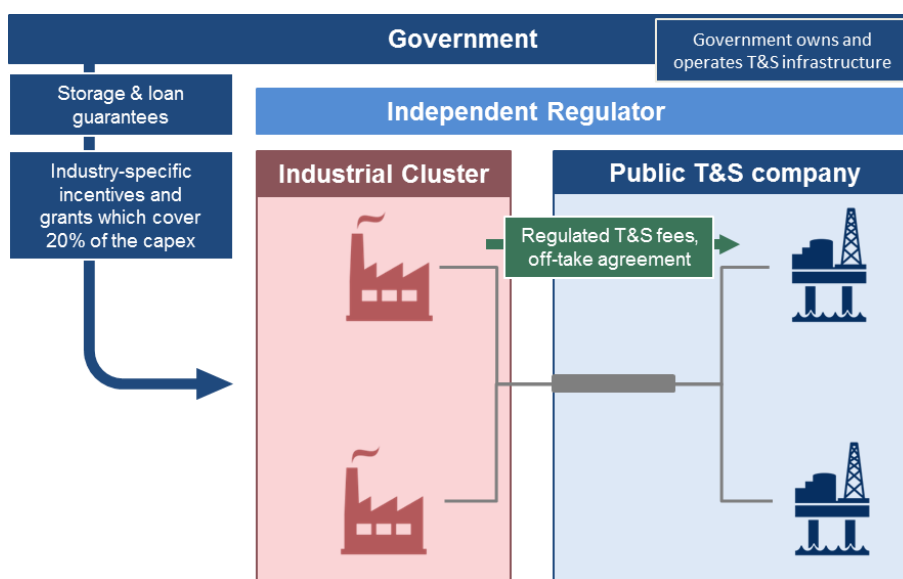 Government
Government owns and
operates T&S infrastructure
Storage & loan
guarantees
Independent Regulator
Industry-specific
incentives and
grants which cover
20% of the capex
Industrial Cluster
Public T&S company
Regulated T&S fees,
off-take agreement